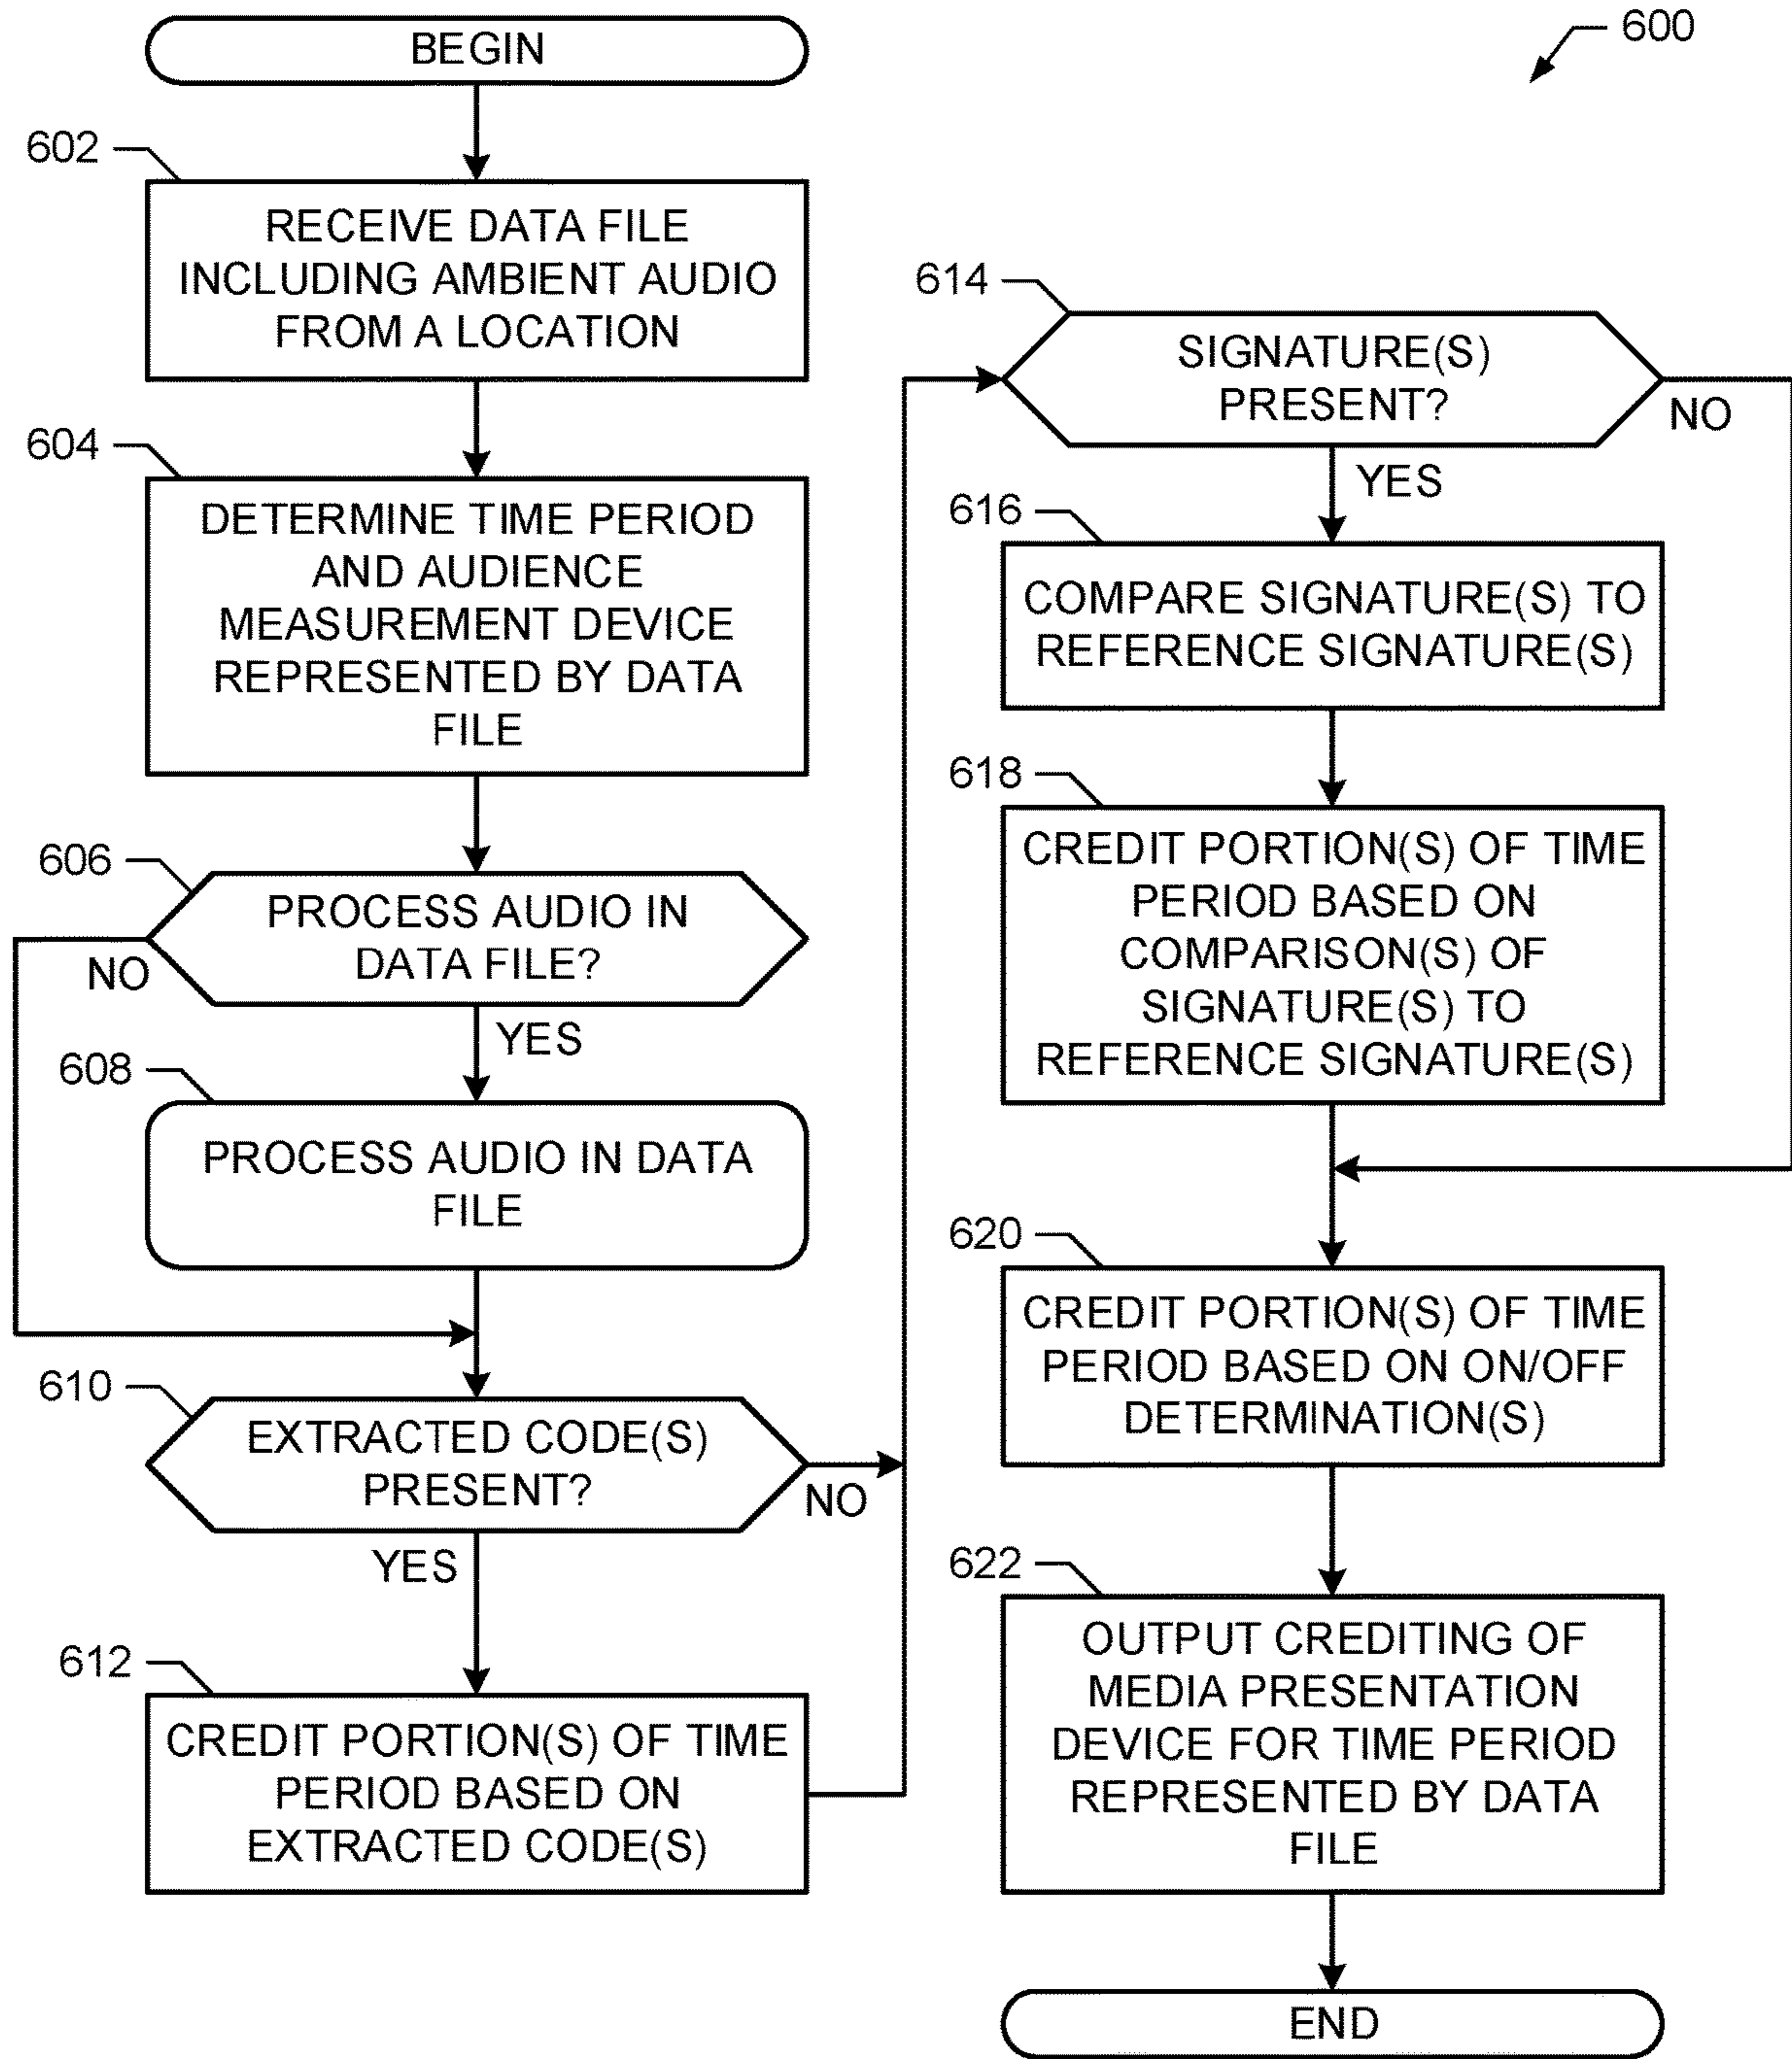 600
BEGIN
602
RECEIVE DATA FILE
INCLUDING AMBIENT AUDIO
FROM A LOCATION
604
DETERMINE TIME PERIOD
AND AUDIENCE
MEASUREMENT DEVICE
REPRESENTED BY DATA
FILE
606
PROCESS AUDIO IN
DATA FILE?
NO
YES
608
PROCESS AUDIO IN DATA
FILE
610
EXTRACTED CODE(S)
PRESENT?
NO
YES
612
CREDIT PORTION(S) OF TIME
PERIOD BASED ON
EXTRACTED CODE(S)
614
SIGNATURE(S)
PRESENT?
NO
YES
616
COMPARE SIGNATURE(S) TO
REFERENCE SIGNATURE(S)
618
CREDIT PORTION(S) OF TIME
PERIOD BASED ON
COMPARISON(S) OF
SIGNATURE(S) TO
REFERENCE SIGNATURE(S)
620
CREDIT PORTION(S) OF TIME
PERIOD BASED ON ON/OFF
DETERMINATION(S)
622
OUTPUT CREDITING OF
MEDIA PRESENTATION
DEVICE FOR TIME PERIOD
REPRESENTED BY DATA
FILE
END